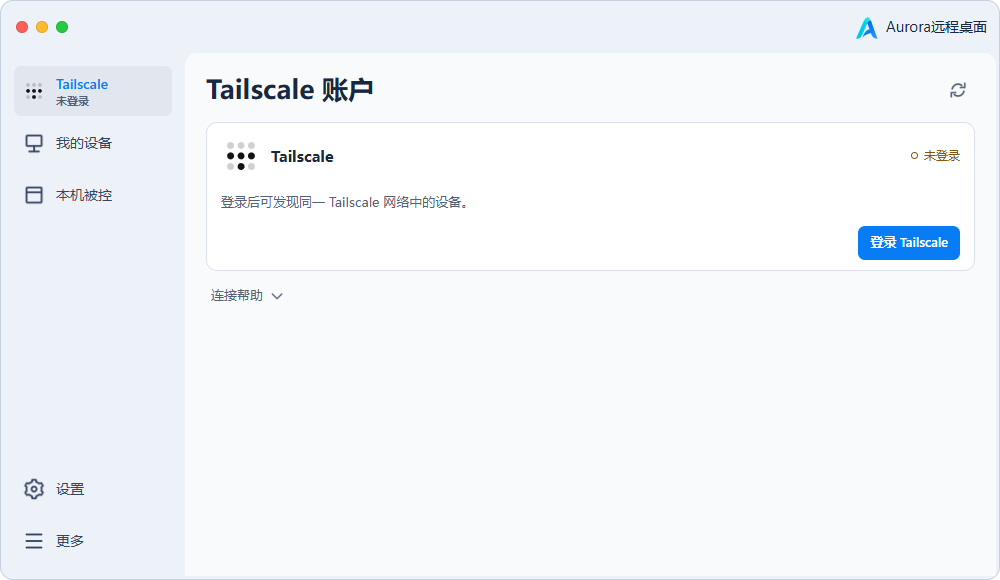 Aurora远程桌面
Tailscale
未登录
我的设备
本机被控
设置
更多
Tailscale 账户
Tailscale
未登录
登录后可发现同一 Tailscale 网络中的设备。
登录 Tailscale
连接帮助